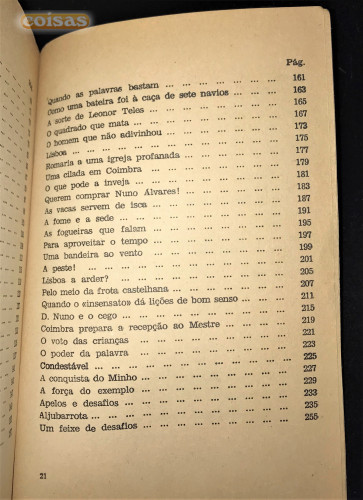 coisas
Pág.
Quando as palavras bastam ... ... ... ... ... ... 161
Como uma bateira foi à caça de sete navios ... 163
A sorte de Leonor Teles ... ... ... ... ... ... 165
O quadrado que mata ... ... ... ... ... ... 167
O homem que não adivinhou ... ... ... ... ... 173
Lisboa ... ... ... ... ... ... ... ... ... 175
Romaria a uma igreja profanada ... ... ... ... 177
Uma cilada em Coimbra ... ... ... ... ... ... 179
O que pode a inveja ... ... ... ... ... ... 181
Querem comprar Nuno Alvares! ... ... ... ... 183
As vacas servem de isca ... ... ... ... ... 187
A fome e a sede ... ... ... ... ... ... ... 191
As fogueiras que falam ... ... ... ... ... ... 195
Para aproveitar o tempo ... ... ... ... ... 197
Uma bandeira ao vento ... ... ... ... ... ... 199
A peste! ... ... ... ... ... ... ... ... 201
Lisboa a arder? ... ... ... ... ... ... ... 205
Pelo meio da frota castelhana ... ... ... ... 207
Quando o «insensato» dá lições de bom senso ... 211
D. Nuno e o cego ... ... ... ... ... ... ... 215
Coimbra prepara a recepção ao Mestre ... ... ... 219
O voto das crianças ... ... ... ... ... ... 221
O poder da palavra ... ... ... ... ... ... 223
Condestável ... ... ... ... ... ... ... ... 225
A conquista do Minho ... ... ... ... ... ... 227
A força do exemplo ... ... ... ... ... ... 229
Apelos e desafios ... ... ... ... ... ... ... 233
Aljubarrota ... ... ... ... ... ... ... ... 235
Um feixe de desafios ... ... ... ... ... ... 255
21